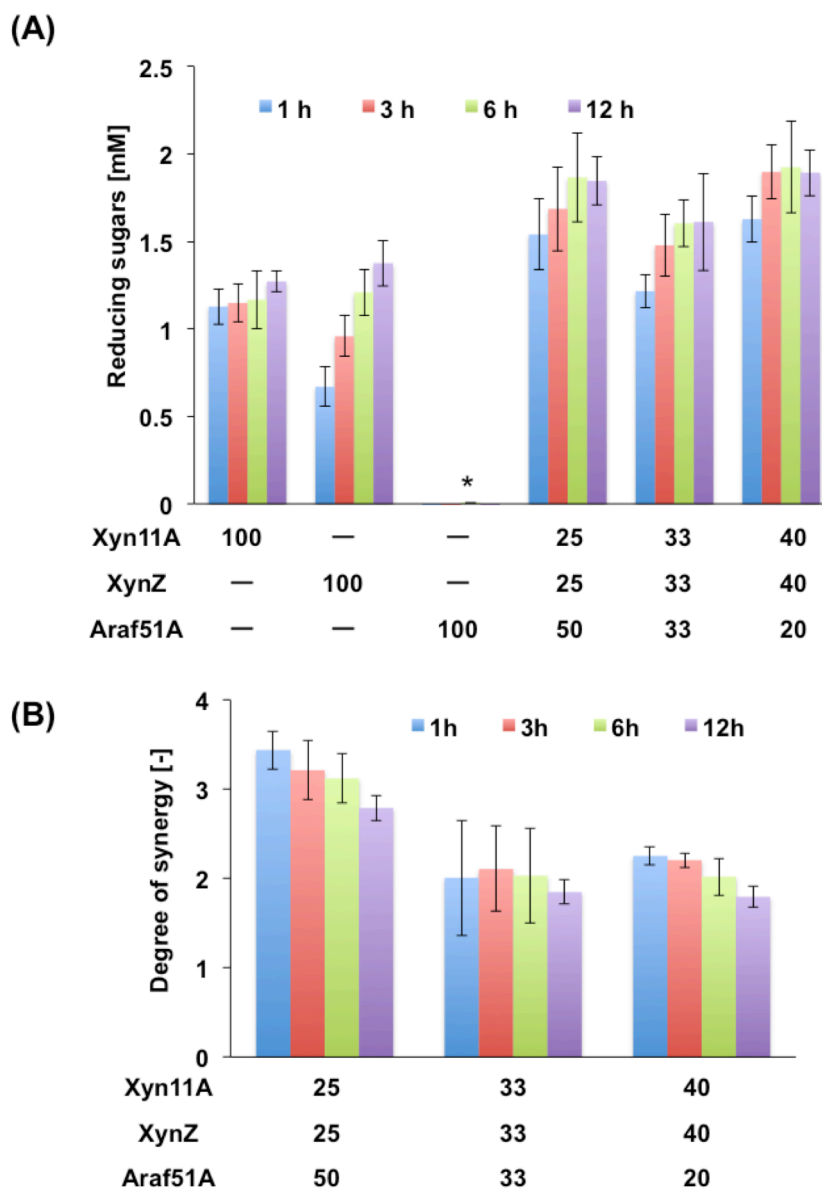 (A)
2.5
2
1.5
1
0.5
0
Reducing sugars [mM]
1 h 3 h 6 h 12 h
*
Xyn11A 100 — — 25 33 40
XynZ — 100 — 25 33 40
Araf51A — — 100 50 33 20
(B)
4
3
2
1
0
Degree of synergy [-]
1h 3h 6h 12h
Xyn11A 25 33 40
XynZ 25 33 40
Araf51A 50 33 20